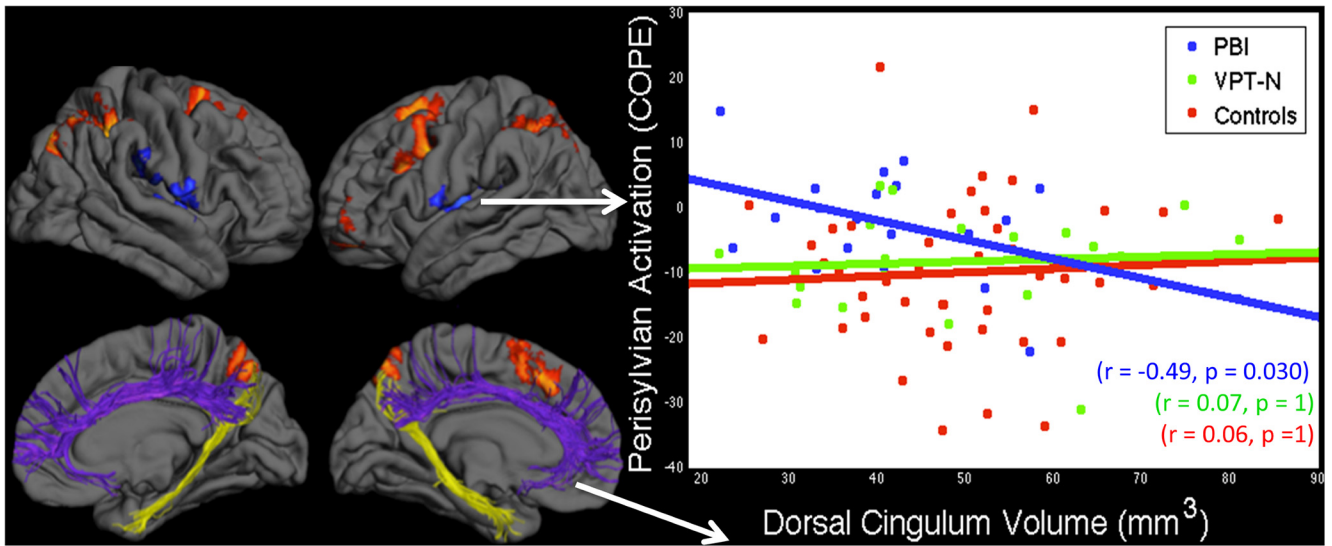 Perisylvian Activation (COPE)
30
20
10
0
-10
-20
-30
-40
PBI
VPT-N
Controls
(r = -0.49, p = 0.030)
(r = 0.07, p = 1)
(r = 0.06, p =1)
20 30 40 50 60 70 80 90
Dorsal Cingulum Volume (mm³)